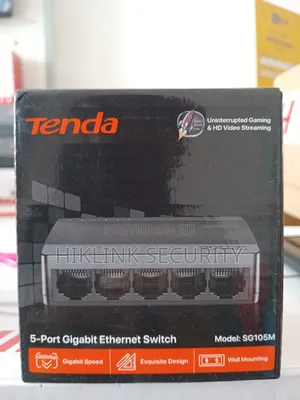 Tenda
Uninterrupted Gaming
& HD Video Streaming
HIKLINK SECURITY
5-Port Gigabit Ethernet Switch
Model: SG105M
Gigabit Speed
Exquisite Design
Wall Mounting